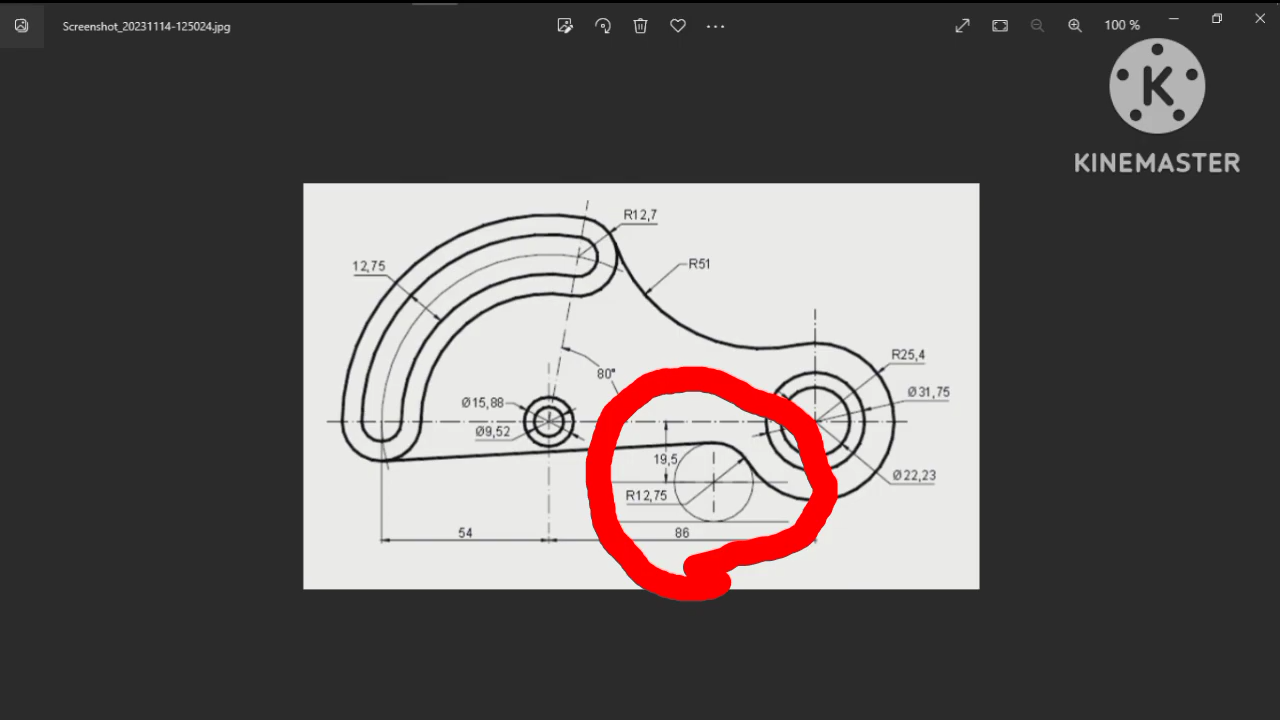 Screenshot_20231114-125024.jpg
100 %
K
KINEMASTER
R12,7
12,75
R51
R25,4
80°
Ø31,75
Ø15,88
Ø9,52
19,5
Ø22,23
R12,75
54
86